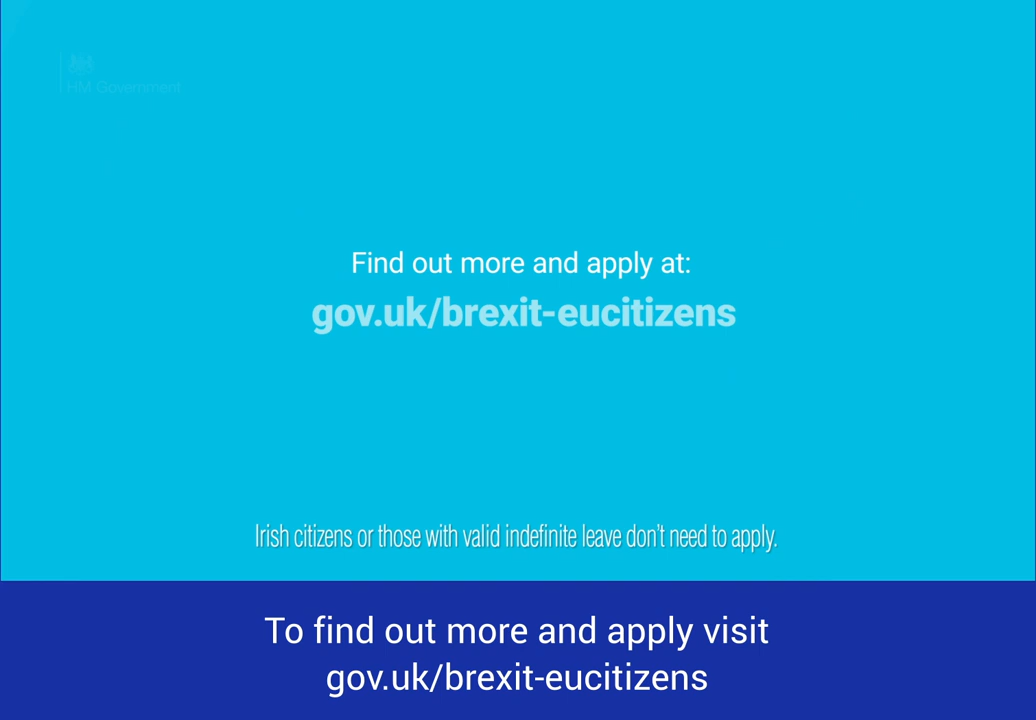 HM Government
Find out more and apply at:
gov.uk/brexit-eucitizens
Irish citizens or those with valid indefinite leave don't need to apply.
To find out more and apply visit
gov.uk/brexit-eucitizens